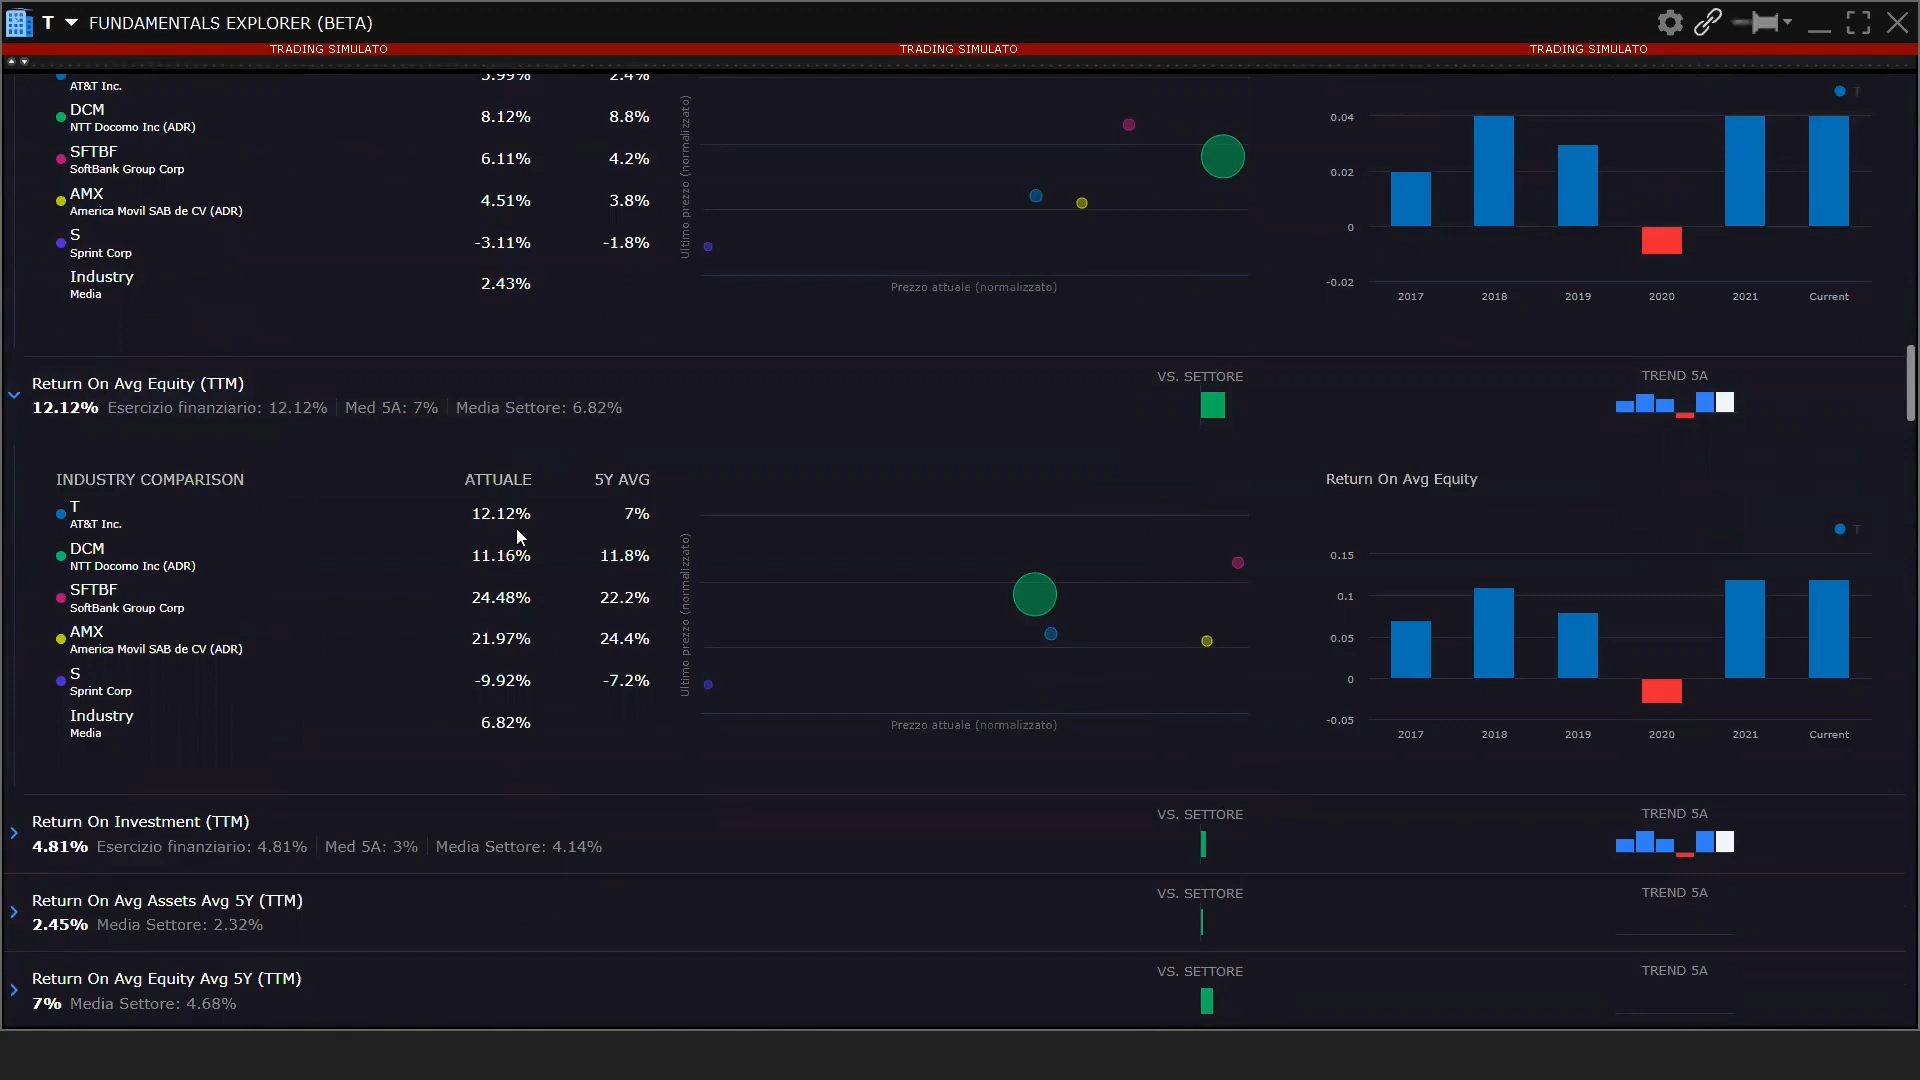 T FUNDAMENTALS EXPLORER (BETA)
TRADING SIMULATO TRADING SIMULATO TRADING SIMULATO
3.99% 2.4%
AT&T Inc.
DCM
NTT Docomo Inc (ADR)
8.12% 8.8%
SFTBF
SoftBank Group Corp
6.11% 4.2%
AMX
America Movil SAB de CV (ADR)
4.51% 3.8%
S
Sprint Corp
-3.11% -1.8%
Industry
Media
2.43%
Ultimo prezzo (normalizzato)
Prezzo attuale (normalizzato)
T
0.04
0.02
0
-0.02
2017 2018 2019 2020 2021 Current
Return On Avg Equity (TTM)
12.12% Esercizio finanziario: 12.12% Med 5A: 7% Media Settore: 6.82%
VS. SETTORE
TREND 5A
INDUSTRY COMPARISON ATTUALE 5Y AVG
T
AT&T Inc.
12.12% 7%
DCM
NTT Docomo Inc (ADR)
11.16% 11.8%
SFTBF
SoftBank Group Corp
24.48% 22.2%
AMX
America Movil SAB de CV (ADR)
21.97% 24.4%
S
Sprint Corp
-9.92% -7.2%
Industry
Media
6.82%
Ultimo prezzo (normalizzato)
Prezzo attuale (normalizzato)
Return On Avg Equity
T
0.15
0.1
0.05
0
-0.05
2017 2018 2019 2020 2021 Current
Return On Investment (TTM)
4.81% Esercizio finanziario: 4.81% Med 5A: 3% Media Settore: 4.14%
VS. SETTORE
TREND 5A
Return On Avg Assets Avg 5Y (TTM)
2.45% Media Settore: 2.32%
VS. SETTORE
TREND 5A
Return On Avg Equity Avg 5Y (TTM)
7% Media Settore: 4.68%
VS. SETTORE
TREND 5A